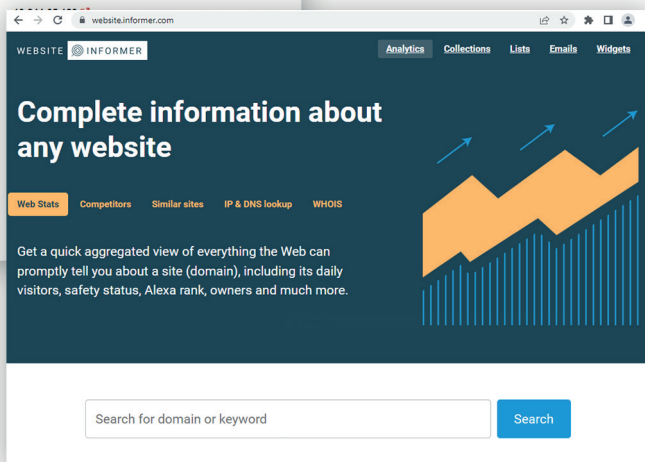 website.informer.com
WEBSITE INFORMER
Analytics Collections Lists Emails Widgets
Complete information about
any website
Web Stats Competitors Similar sites IP & DNS lookup WHOIS
Get a quick aggregated view of everything the Web can
promptly tell you about a site (domain), including its daily
visitors, safety status, Alexa rank, owners and much more.
Search for domain or keyword Search